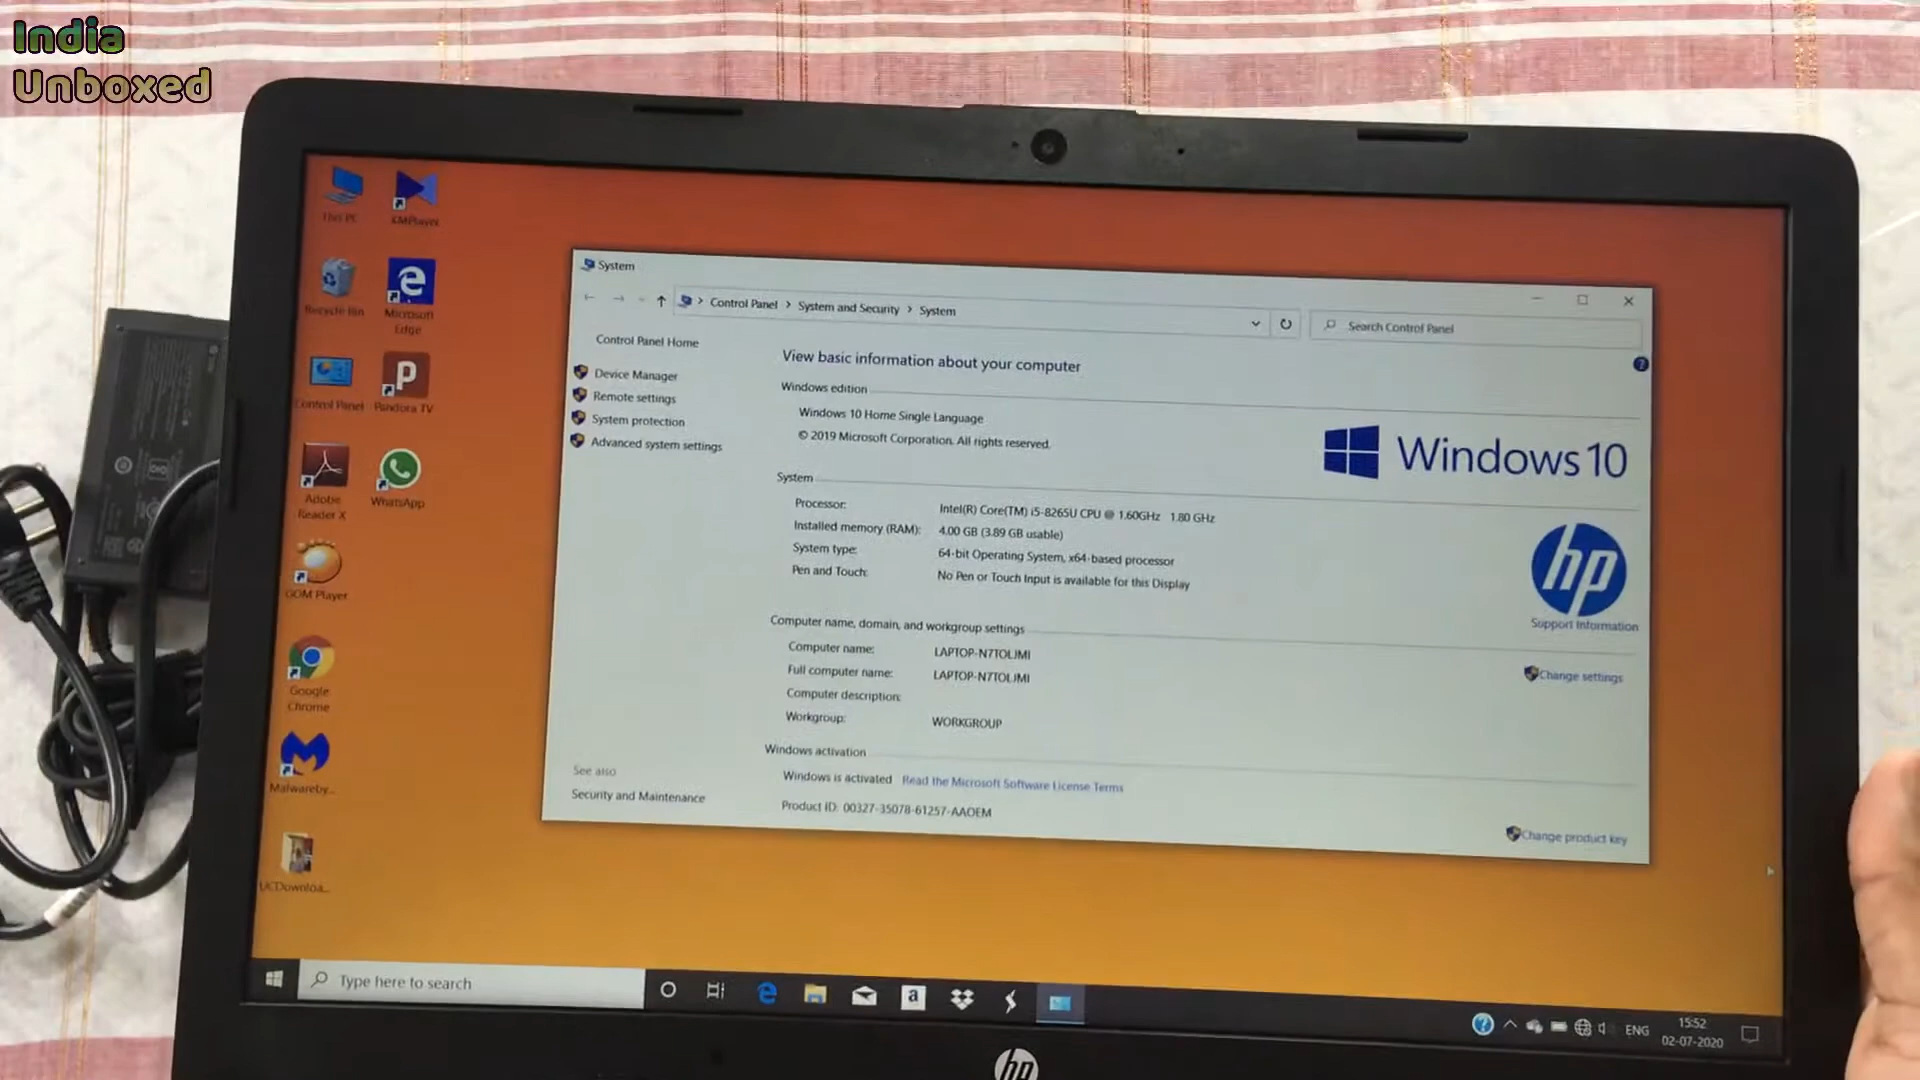 India
Unboxed
This PC
KMPlayer
Recycle Bin
Microsoft
Edge
Control Panel
Pandora TV
Adobe
Reader X
WhatsApp
GOM Player
Google
Chrome
Malwareby...
UCDownloa...
System
Control Panel > System and Security > System
Search Control Panel
Control Panel Home
Device Manager
Remote settings
System protection
Advanced system settings
See also
Security and Maintenance
View basic information about your computer
Windows edition
Windows 10 Home Single Language
© 2019 Microsoft Corporation. All rights reserved.
Windows 10
System
Processor: Intel(R) Core(TM) i5-8265U CPU @ 1.60GHz 1.80 GHz
Installed memory (RAM): 4.00 GB (3.89 GB usable)
System type: 64-bit Operating System, x64-based processor
Pen and Touch: No Pen or Touch Input is available for this Display
hp
Support Information
Computer name, domain, and workgroup settings
Computer name: LAPTOP-N7TOLJMI
Full computer name: LAPTOP-N7TOLJMI
Computer description:
Workgroup: WORKGROUP
Change settings
Windows activation
Windows is activated Read the Microsoft Software License Terms
Product ID: 00327-35078-61257-AAOEM
Change product key
Type here to search
ENG
15:52
02-07-2020
hp